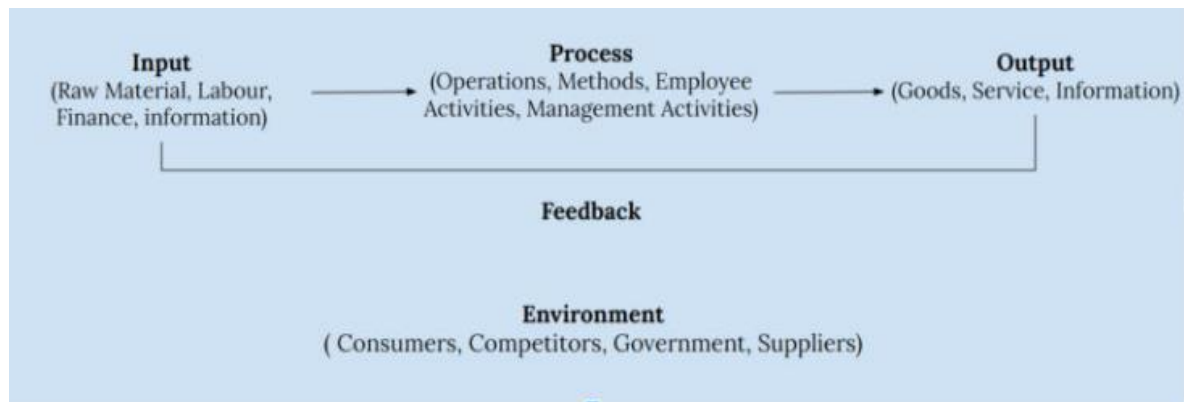 Input
(Raw Material, Labour,
Finance, information)
Process
(Operations, Methods, Employee
Activities, Management Activities)
Output
(Goods, Service, Information)
Feedback
Environment
( Consumers, Competitors, Government, Suppliers)